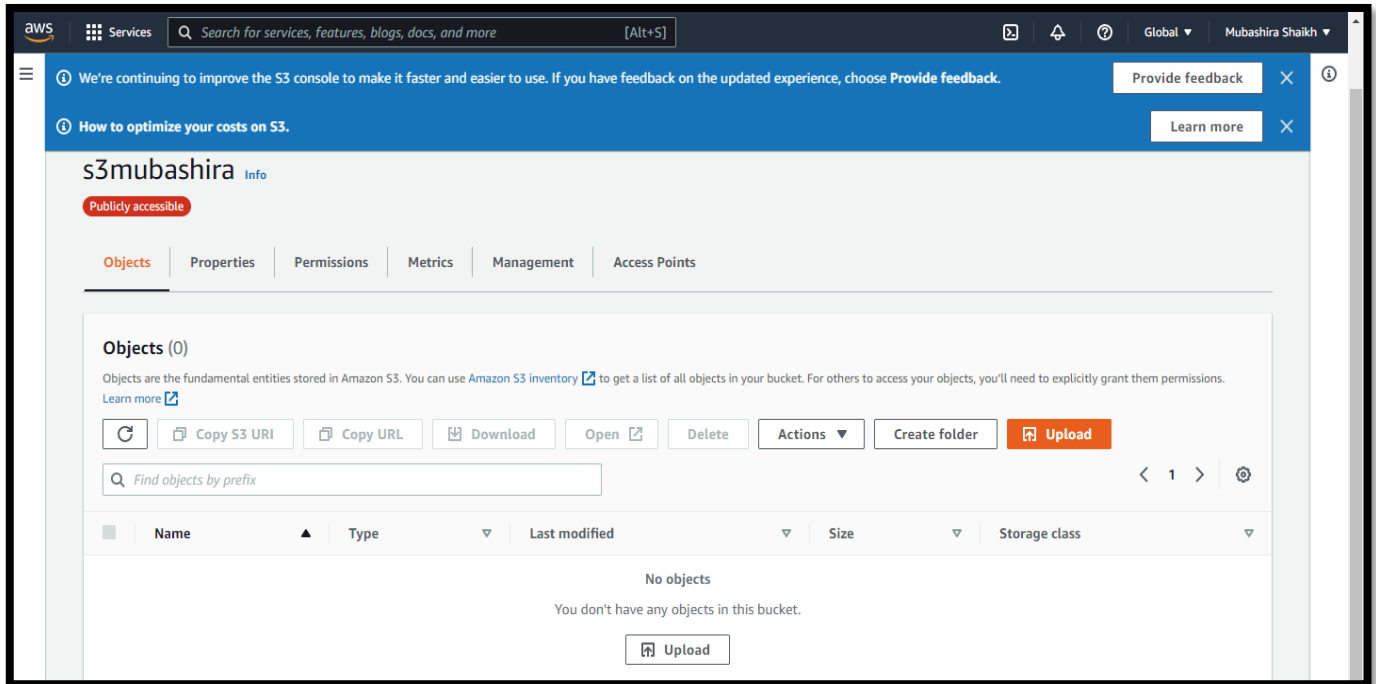 aws Services Search for services, features, blogs, docs, and more [Alt+S] Global Mubashira Shaikh
We're continuing to improve the S3 console to make it faster and easier to use. If you have feedback on the updated experience, choose Provide feedback. Provide feedback
How to optimize your costs on S3. Learn more
s3mubashira Info
Publicly accessible
Objects Properties Permissions Metrics Management Access Points
Objects (0)
Objects are the fundamental entities stored in Amazon S3. You can use Amazon S3 inventory to get a list of all objects in your bucket. For others to access your objects, you'll need to explicitly grant them permissions.
Learn more
Copy S3 URI Copy URL Download Open Delete Actions Create folder Upload
Find objects by prefix 1
Name Type Last modified Size Storage class
No objects
You don't have any objects in this bucket.
Upload